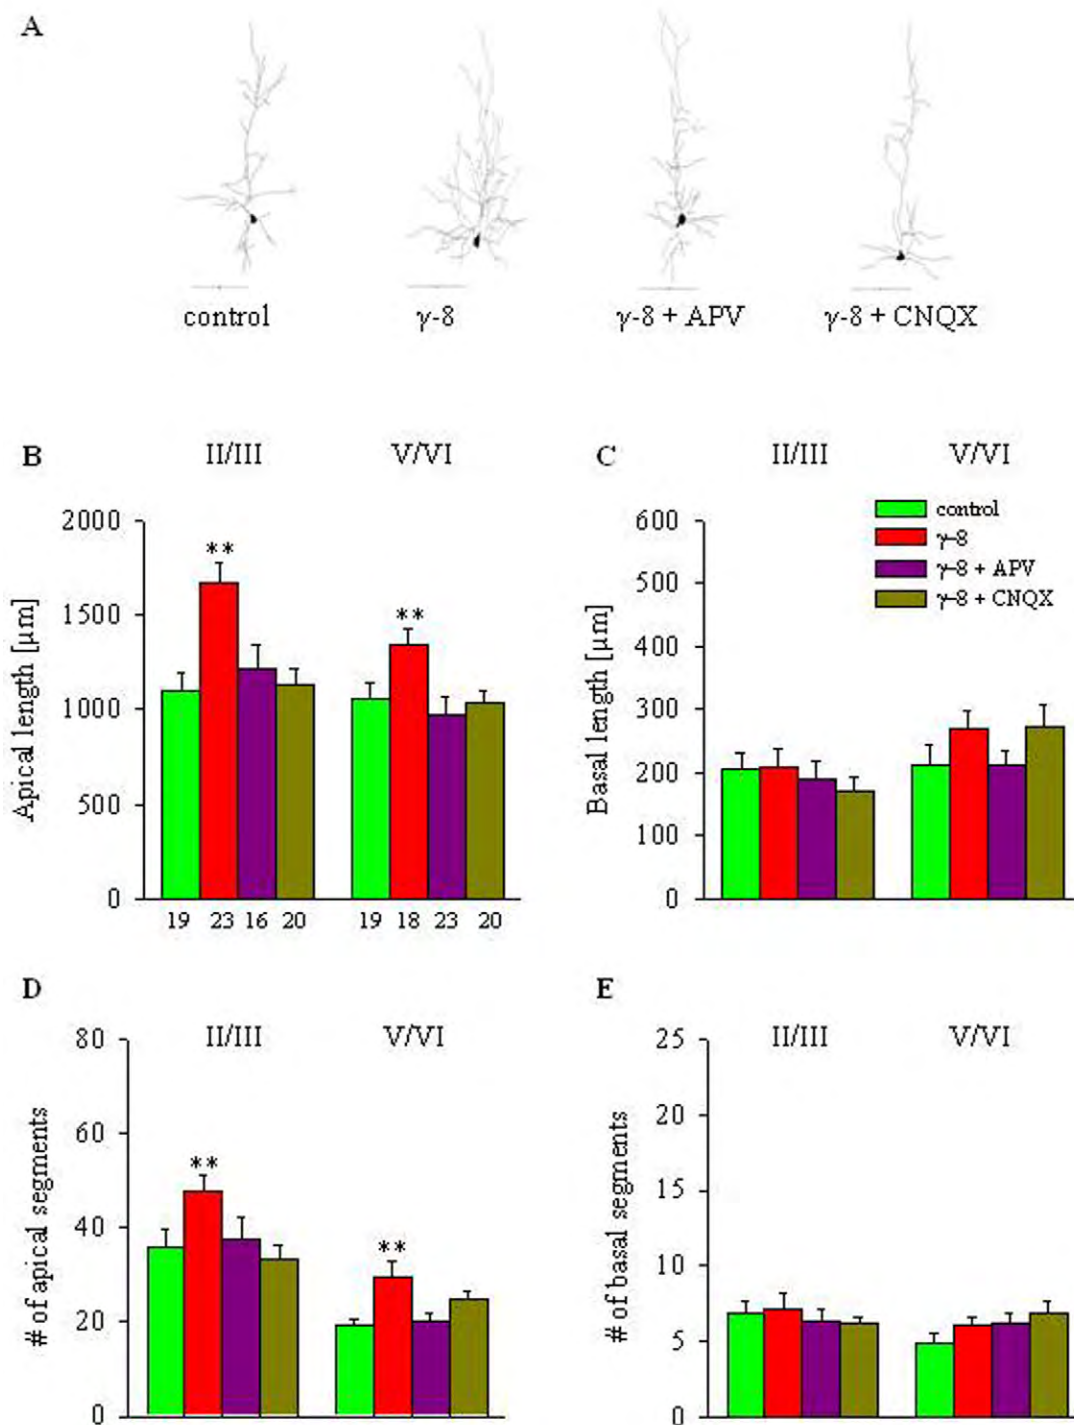 A
control γ-8 γ-8 + APV γ-8 + CNQX
B II/III V/VI
Apical length [µm]
2000
1500
1000
500
0
** **
19 23 16 20 19 18 23 20
C II/III V/VI
Basal length [µm]
600
500
400
300
200
100
0
control
γ-8
γ-8 + APV
γ-8 + CNQX
D II/III V/VI
# of apical segments
80
60
40
20
0
** **
E II/III V/VI
# of basal segments
25
20
15
10
5
0